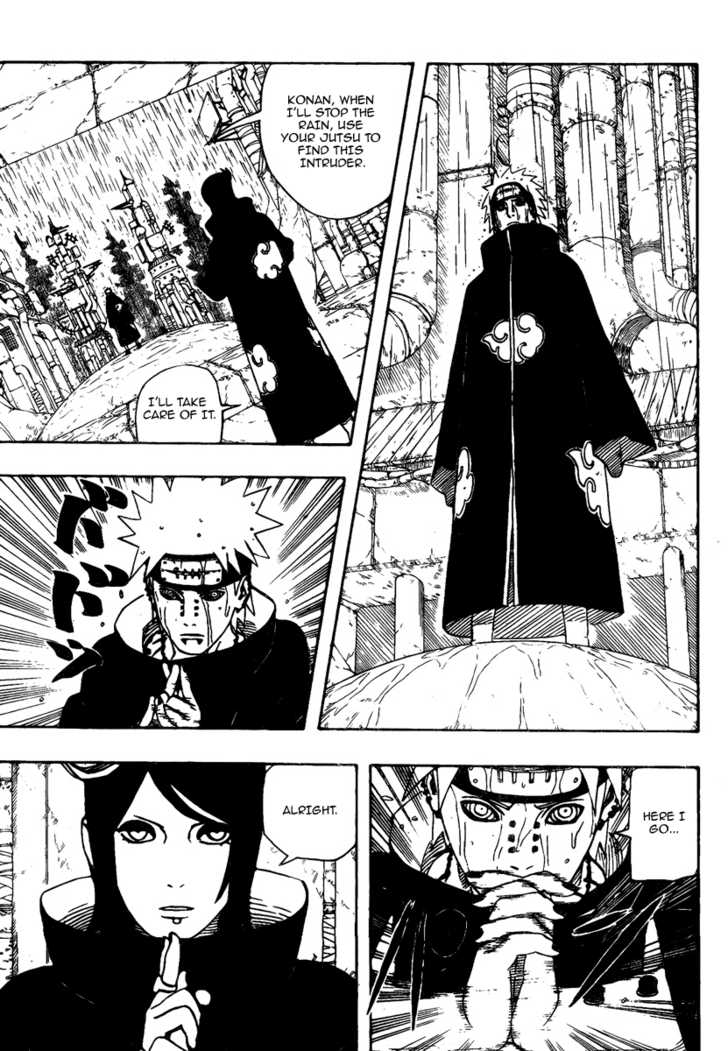 KONAN, WHEN
I'LL STOP THE
RAIN, USE
YOUR JUTSU TO
FIND THIS
INTRUDER.
I'LL TAKE
CARE OF IT.
HERE I
GO...
ALRIGHT.